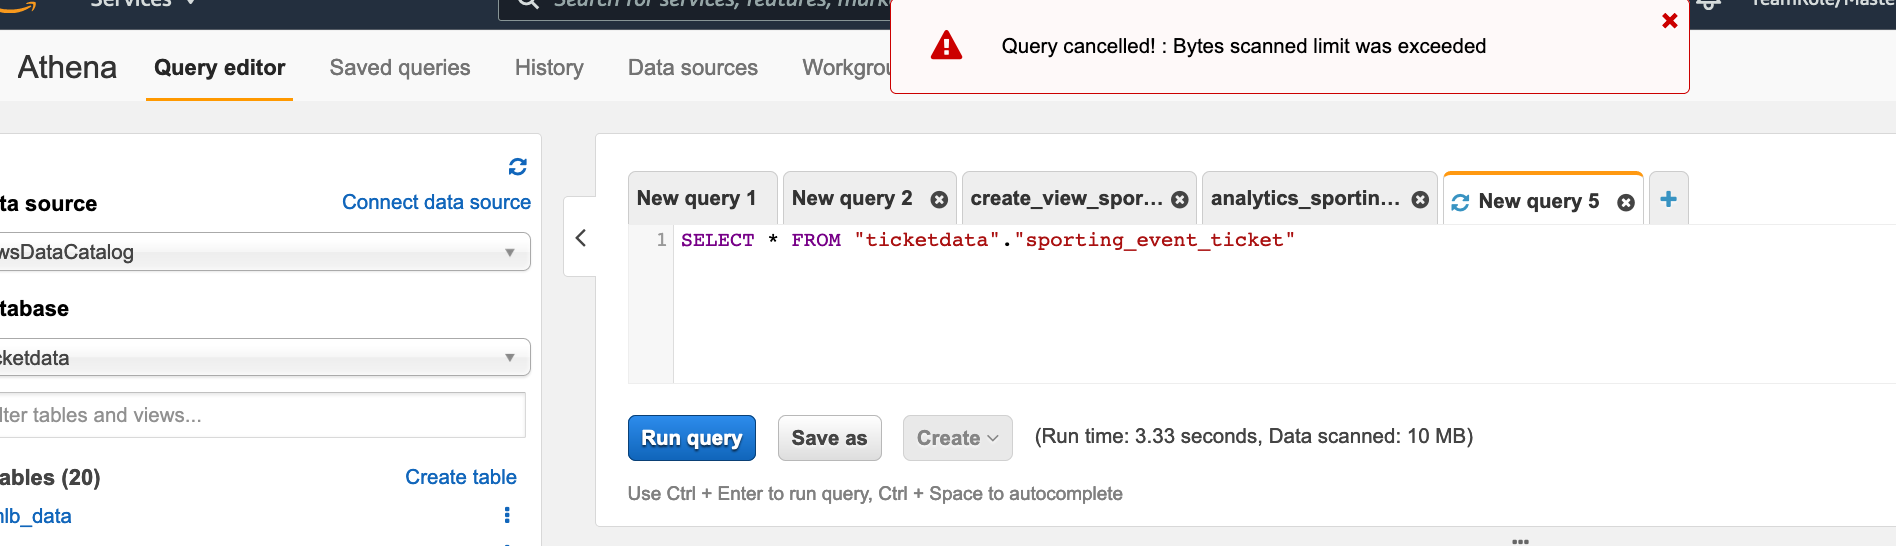 Services
Search for services, features, mark
TeamRole/Maste
Query cancelled! : Bytes scanned limit was exceeded
Athena
Query editor
Saved queries
History
Data sources
Workgrou
ta source
Connect data source
wsDataCatalog
tabase
cketdata
lter tables and views...
ables (20)
Create table
nlb_data
New query 1
New query 2
create_view_spor...
analytics_sportin...
New query 5
+
1 SELECT * FROM "ticketdata"."sporting_event_ticket"
Run query
Save as
Create
(Run time: 3.33 seconds, Data scanned: 10 MB)
Use Ctrl + Enter to run query, Ctrl + Space to autocomplete